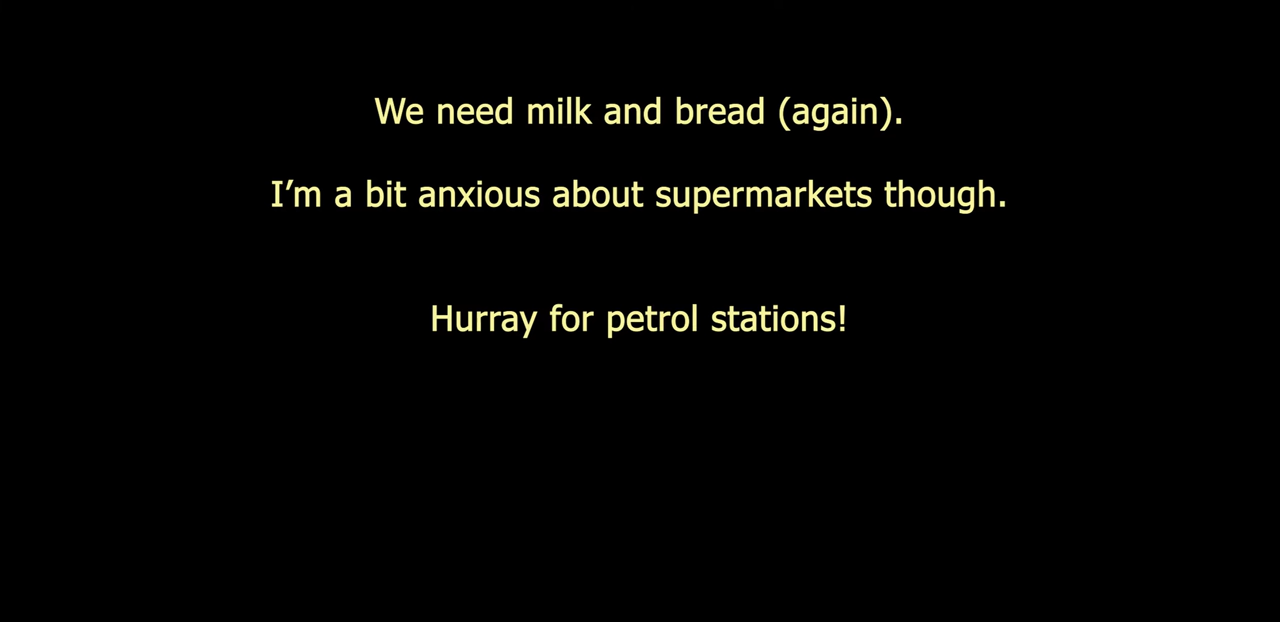 We need milk and bread (again).
I’m a bit anxious about supermarkets though.
Hurray for petrol stations!